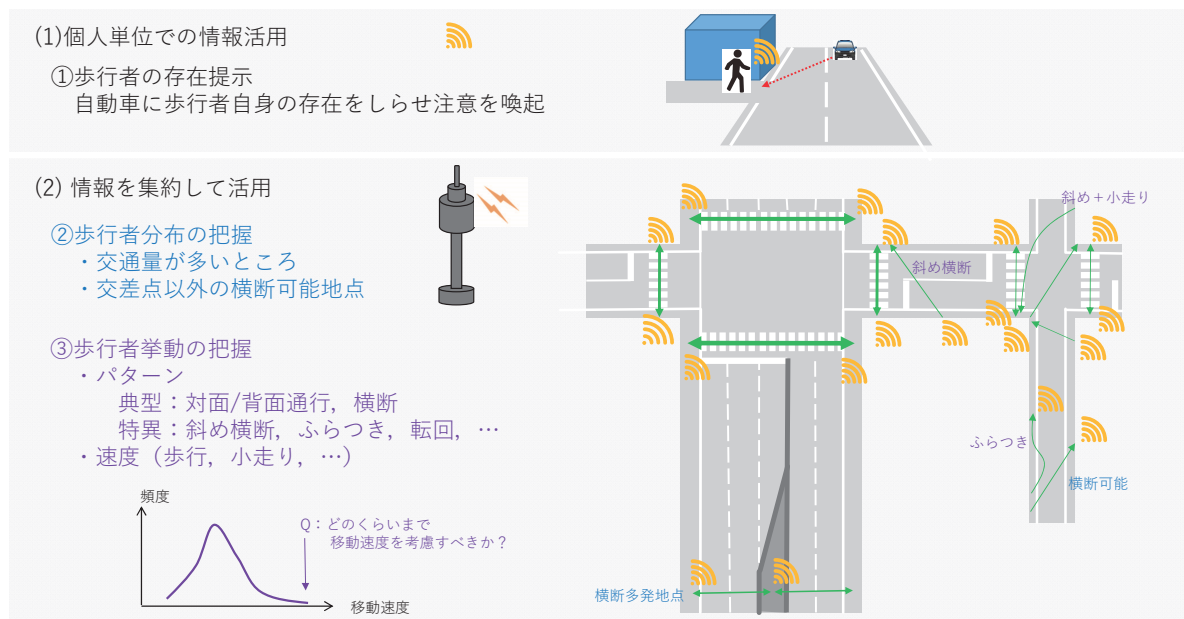 (1)個人単位での情報活用
①歩行者の存在提示
自動車に歩行者自身の存在をしらせ注意を喚起
(2) 情報を集約して活用
②歩行者分布の把握
・交通量が多いところ
・交差点以外の横断可能地点
③歩行者挙動の把握
・パターン
典型：対面/背面通行，横断
特異：斜め横断，ふらつき，転回，…
・速度（歩行，小走り，…）
頻度
Q：どのくらいまで
移動速度を考慮すべきか？
移動速度
斜め＋小走り
斜め横断
ふらつき
横断可能
横断多発地点